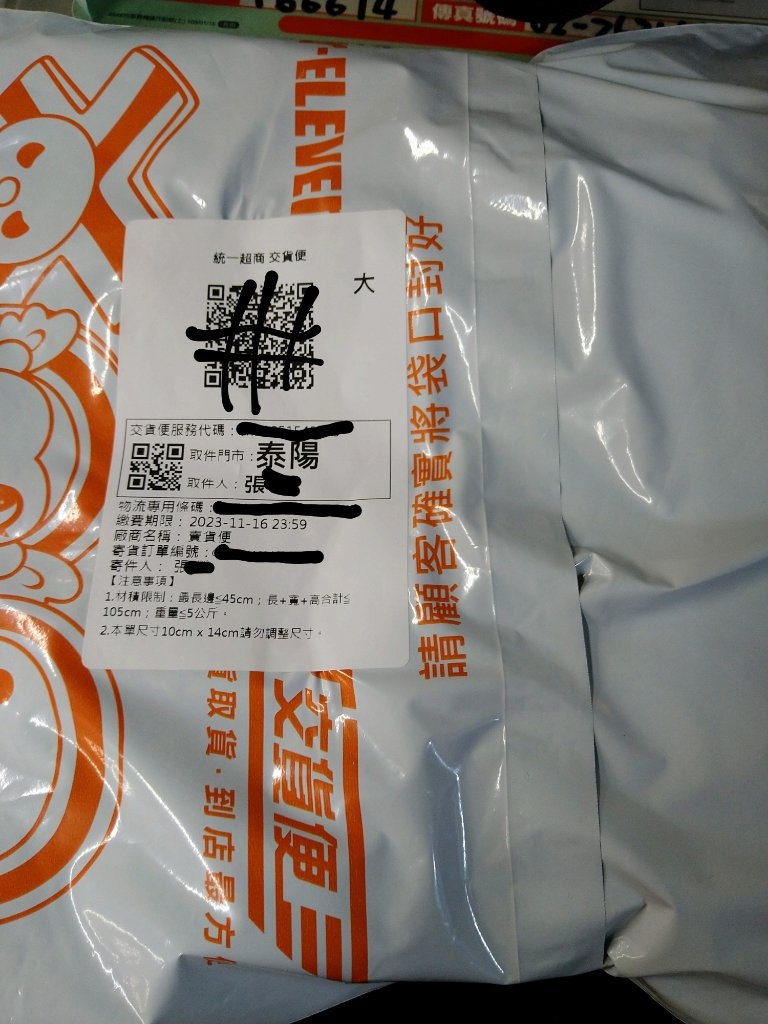 傳真號碼
-ELEVE
統一超商 交貨便
大
交貨便服務代碼：
取件門市：泰陽
取件人：張
物流專用條碼：
繳費期限：2023-11-16 23:59
廠商名稱：賣貨便
寄貨訂單編號：
寄件人：張
【注意事項】
1.材積限制：最長邊≦45cm；長+寬+高合計≦
105cm；重量≦5公斤。
2.本單尺寸10cm x 14cm請勿調整尺寸。
請顧客確實將袋口封好
交貨便
取貨·到店最方